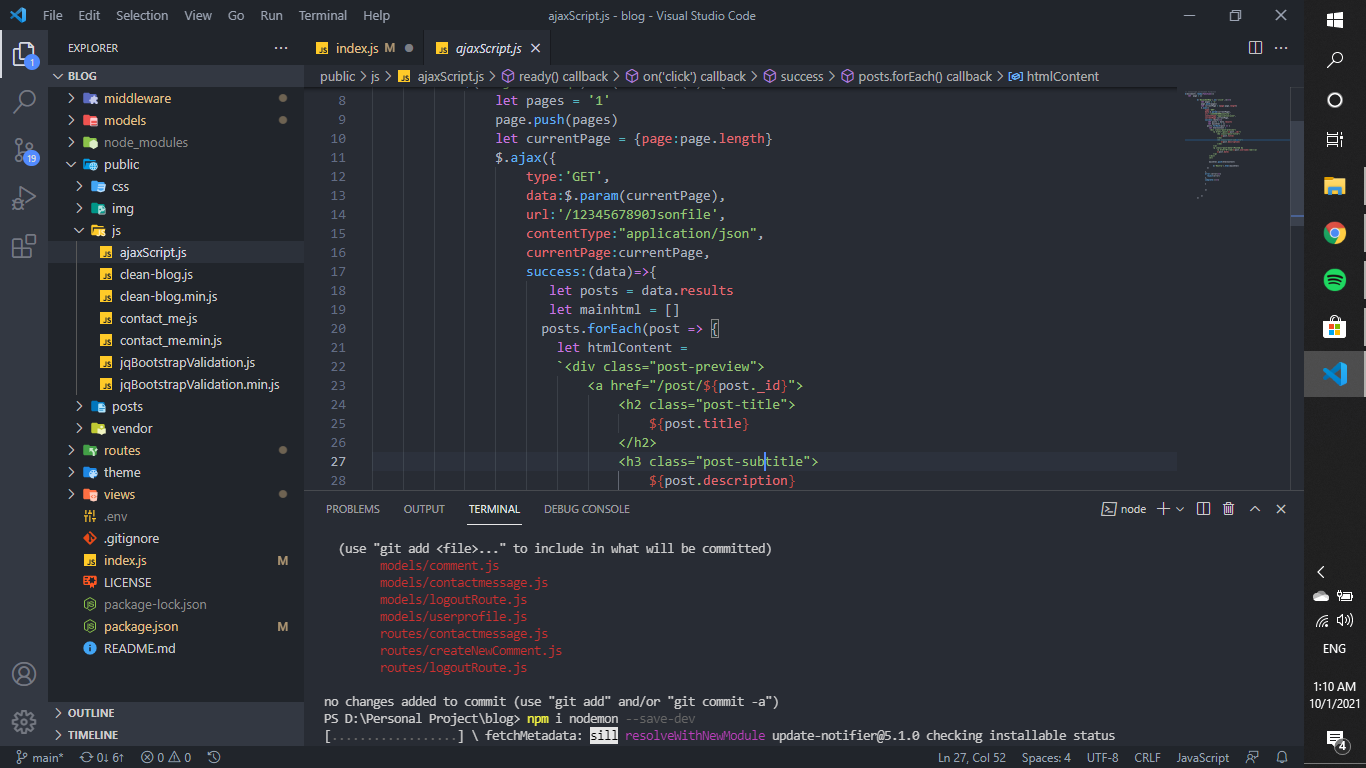 File Edit Selection View Go Run Terminal Help ajaxScript.js - blog - Visual Studio Code
EXPLORER
index.js M
ajaxScript.js
BLOG
public > js > ajaxScript.js > ready() callback > on('click') callback > success > posts.forEach() callback > htmlContent
middleware
models
node_modules
public
css
img
js
ajaxScript.js
clean-blog.js
clean-blog.min.js
contact_me.js
contact_me.min.js
jqBootstrapValidation.js
jqBootstrapValidation.min.js
posts
vendor
routes
theme
views
.env
.gitignore
index.js M
LICENSE
package-lock.json
package.json M
README.md
OUTLINE
TIMELINE
1
19
8 let pages = '1'
9 page.push(pages)
10 let currentPage = {page:page.length}
11 $.ajax({
12 type:'GET',
13 data:$.param(currentPage),
14 url:'/1234567890Jsonfile',
15 contentType:"application/json",
16 currentPage:currentPage,
17 success:(data)=>{
18 let posts = data.results
19 let mainhtml = []
20 posts.forEach(post => {
21 let htmlContent =
22 `<div class="post-preview">
23 <a href="/post/${post._id}">
24 <h2 class="post-title">
25 ${post.title}
26 </h2>
27 <h3 class="post-subtitle">
28 ${post.description}
PROBLEMS OUTPUT TERMINAL DEBUG CONSOLE
node
(use "git add <file>..." to include in what will be committed)
models/comment.js
models/contactmessage.js
models/logoutRoute.js
models/userprofile.js
routes/contactmessage.js
routes/createNewComment.js
routes/logoutRoute.js
no changes added to commit (use "git add" and/or "git commit -a")
PS D:\Personal Project\blog> npm i nodemon --save-dev
[.................] \ fetchMetadata: sill resolveWithNewModule update-notifier@5.1.0 checking installable status
main* 0↓ 6↑ 0 0 Ln 27, Col 52 Spaces: 4 UTF-8 CRLF JavaScript
ENG
1:10 AM
10/1/2021
4